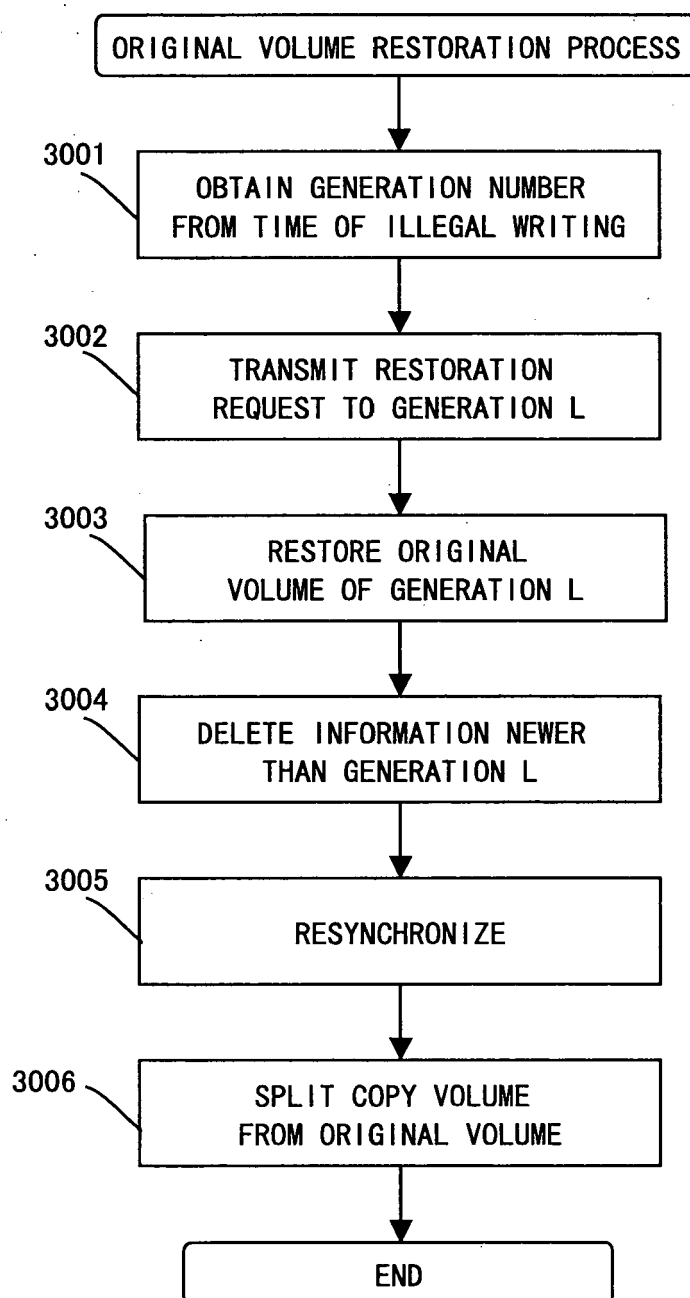 ORIGINAL VOLUME RESTORATION PROCESS
3001
OBTAIN GENERATION NUMBER
FROM TIME OF ILLEGAL WRITING
3002
TRANSMIT RESTORATION
REQUEST TO GENERATION L
3003
RESTORE ORIGINAL
VOLUME OF GENERATION L
3004
DELETE INFORMATION NEWER
THAN GENERATION L
3005
RESYNCHRONIZE
3006
SPLIT COPY VOLUME
FROM ORIGINAL VOLUME
END